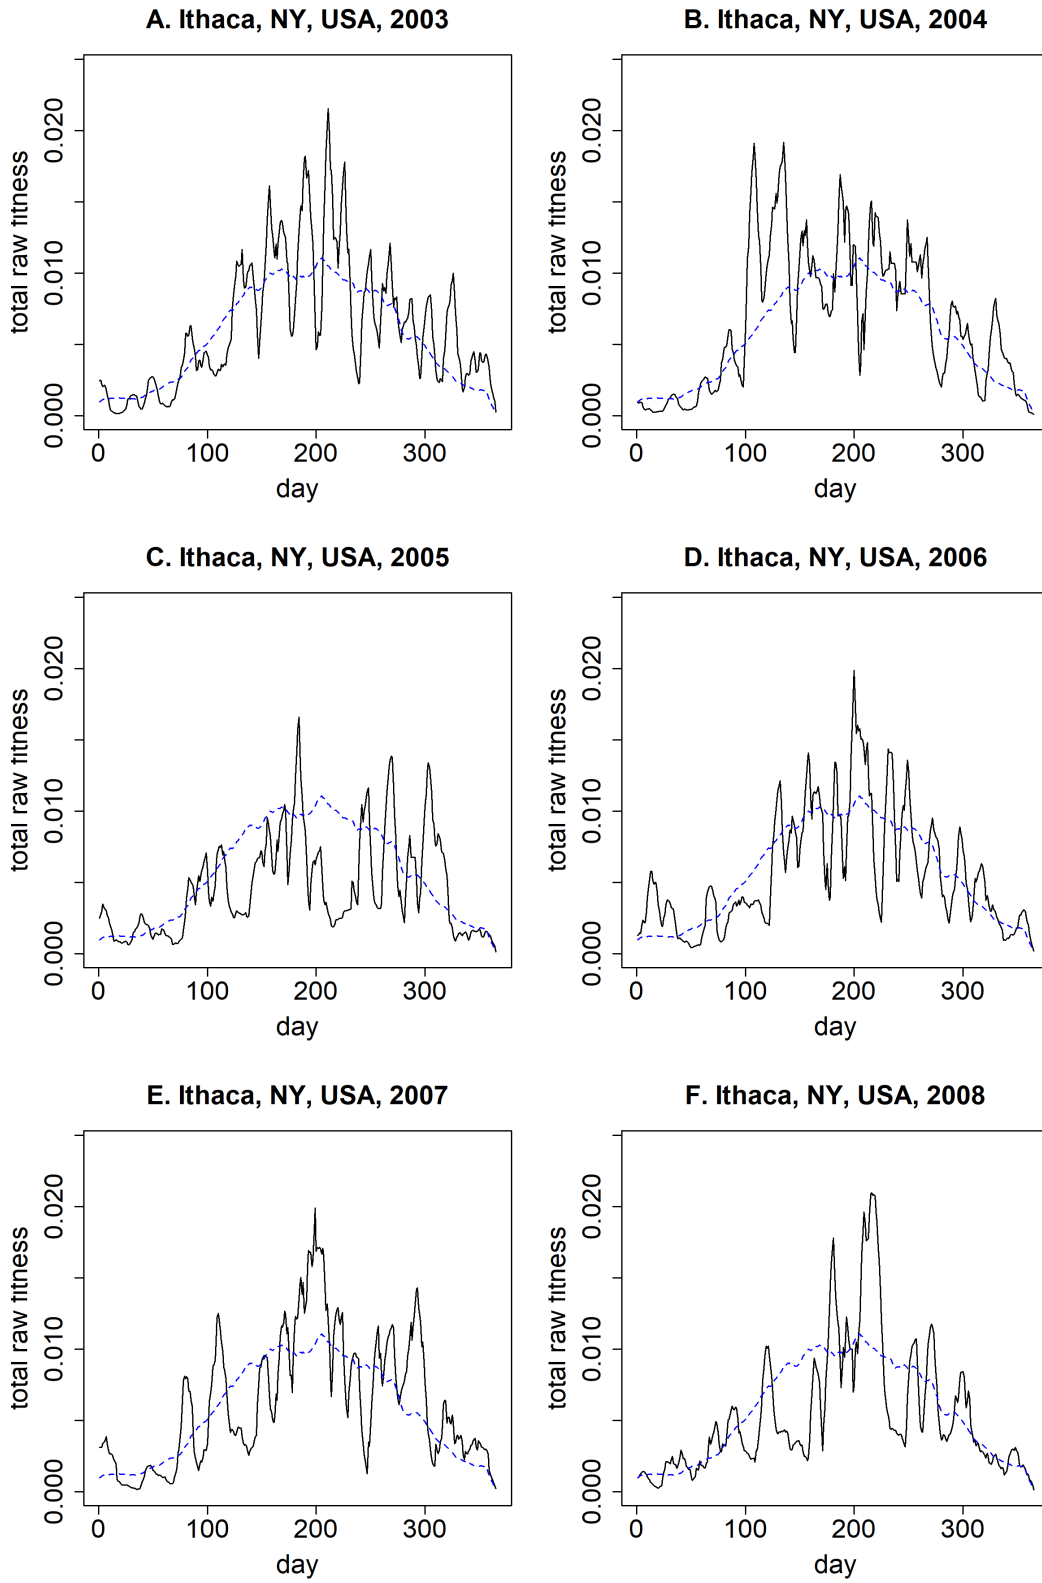 A. Ithaca, NY, USA, 2003
B. Ithaca, NY, USA, 2004
total raw fitness
0.000 0.010 0.020
0 100 200 300
day
total raw fitness
0.000 0.010 0.020
0 100 200 300
day
C. Ithaca, NY, USA, 2005
D. Ithaca, NY, USA, 2006
total raw fitness
0.000 0.010 0.020
0 100 200 300
day
total raw fitness
0.000 0.010 0.020
0 100 200 300
day
E. Ithaca, NY, USA, 2007
F. Ithaca, NY, USA, 2008
total raw fitness
0.000 0.010 0.020
0 100 200 300
day
total raw fitness
0.000 0.010 0.020
0 100 200 300
day